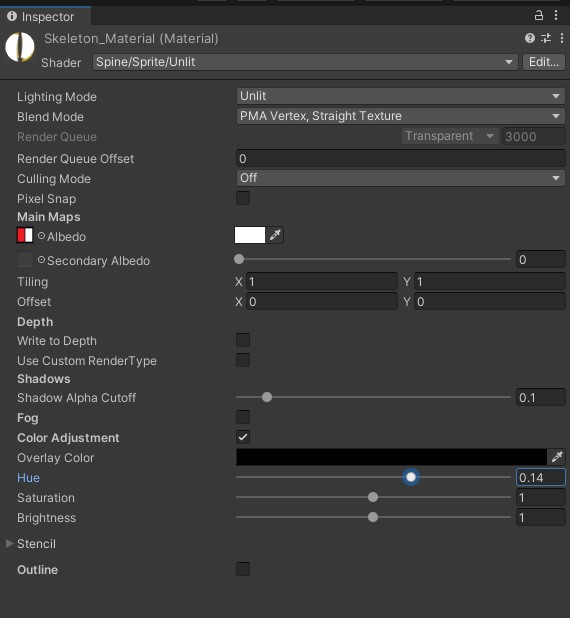 Inspector
Skeleton_Material (Material)
Shader Spine/Sprite/Unlit Edit...
Lighting Mode Unlit
Blend Mode PMA Vertex, Straight Texture
Render Queue Transparent 3000
Render Queue Offset 0
Culling Mode Off
Pixel Snap
Main Maps
Albedo
Secondary Albedo 0
Tiling X 1 Y 1
Offset X 0 Y 0
Depth
Write to Depth
Use Custom RenderType
Shadows
Shadow Alpha Cutoff 0.1
Fog
Color Adjustment
Overlay Color
Hue 0.14
Saturation 1
Brightness 1
Stencil
Outline